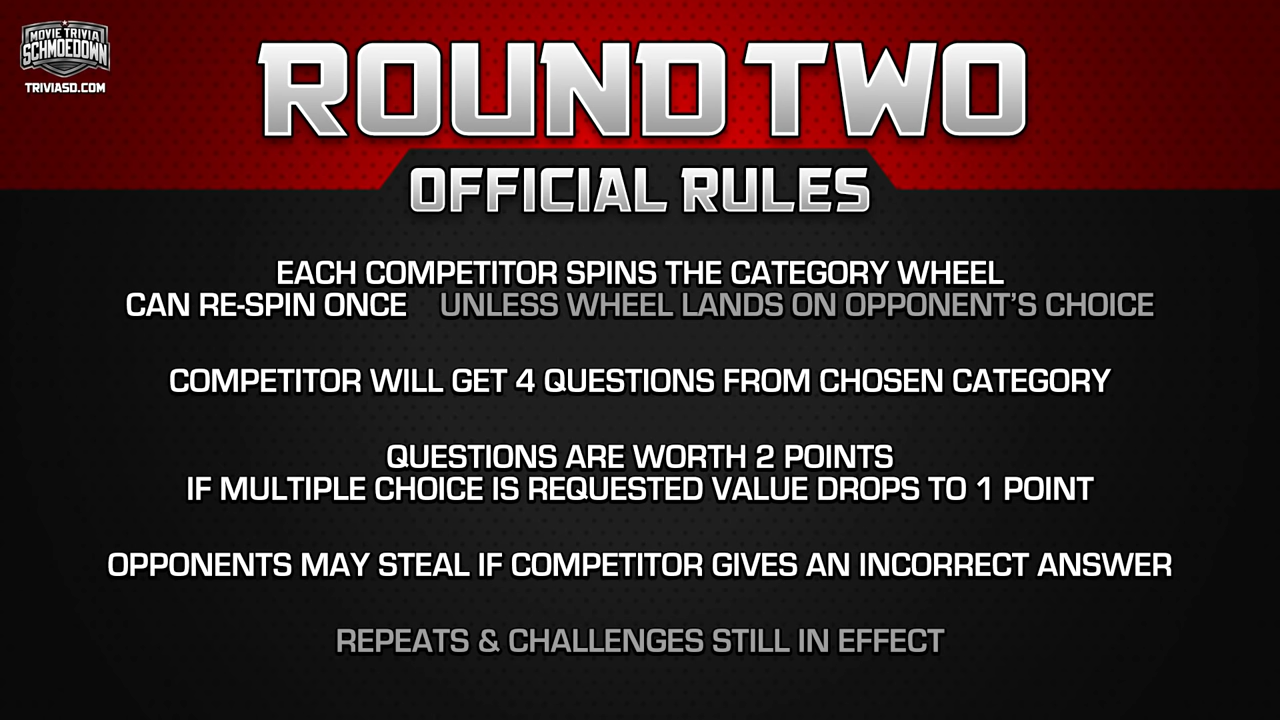 MOVIE TRIVIA
SCHMOEDOWN
TRIVIASD.COM
ROUND TWO
OFFICIAL RULES
EACH COMPETITOR SPINS THE CATEGORY WHEEL
CAN RE-SPIN ONCE UNLESS WHEEL LANDS ON OPPONENT'S CHOICE
COMPETITOR WILL GET 4 QUESTIONS FROM CHOSEN CATEGORY
QUESTIONS ARE WORTH 2 POINTS
IF MULTIPLE CHOICE IS REQUESTED VALUE DROPS TO 1 POINT
OPPONENTS MAY STEAL IF COMPETITOR GIVES AN INCORRECT ANSWER
REPEATS & CHALLENGES STILL IN EFFECT